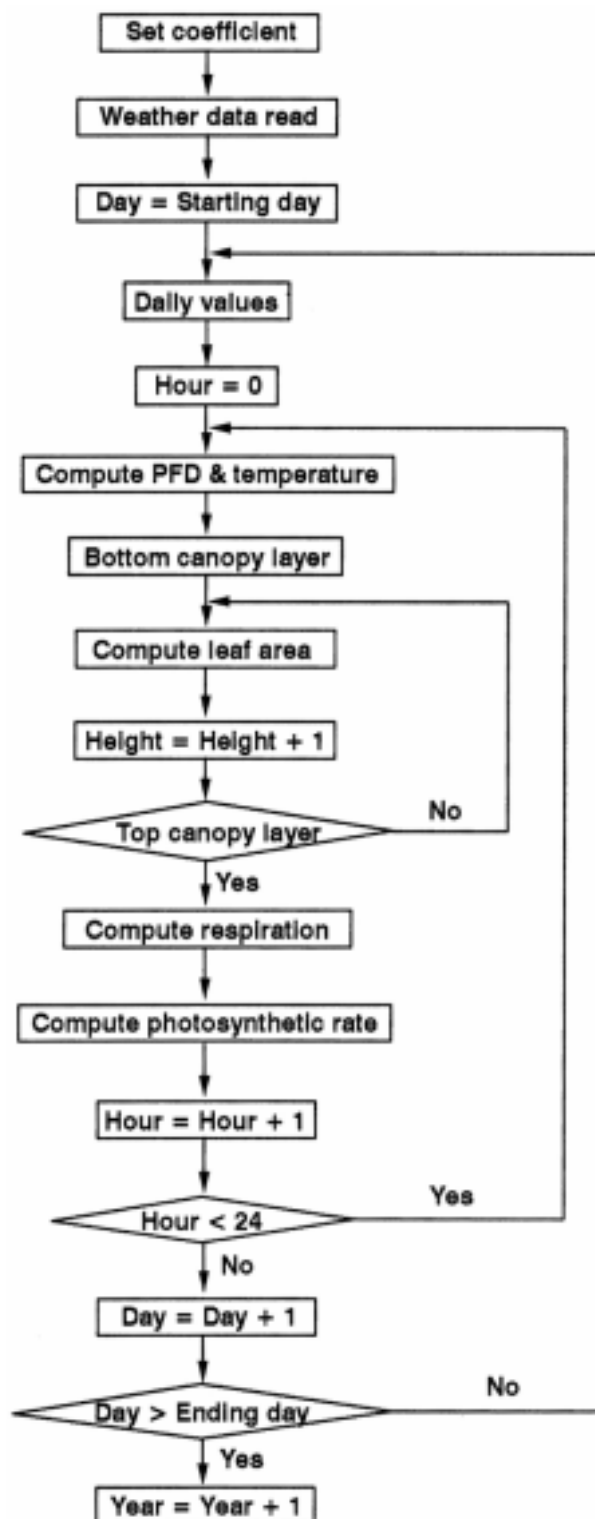 Set coefficient
Weather data read
Day = Starting day
Daily values
Hour = 0
Compute PFD & temperature
Bottom canopy layer
Compute leaf area
Height = Height + 1
No
Top canopy layer
Yes
Compute respiration
Compute photosynthetic rate
Hour = Hour + 1
Yes
Hour < 24
No
Day = Day + 1
No
Day > Ending day
Yes
Year = Year + 1